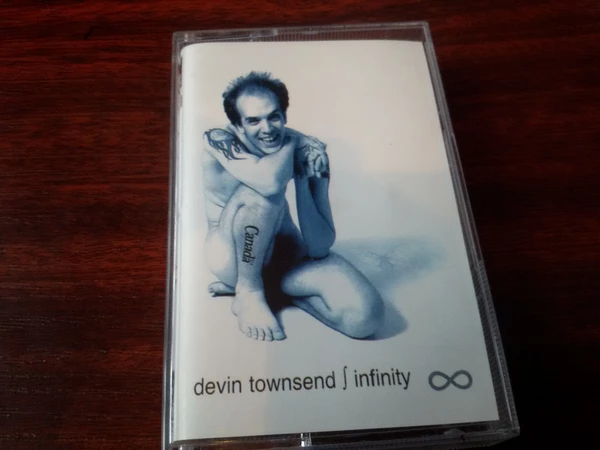 Canada
devin townsend ∫ infinity ∞